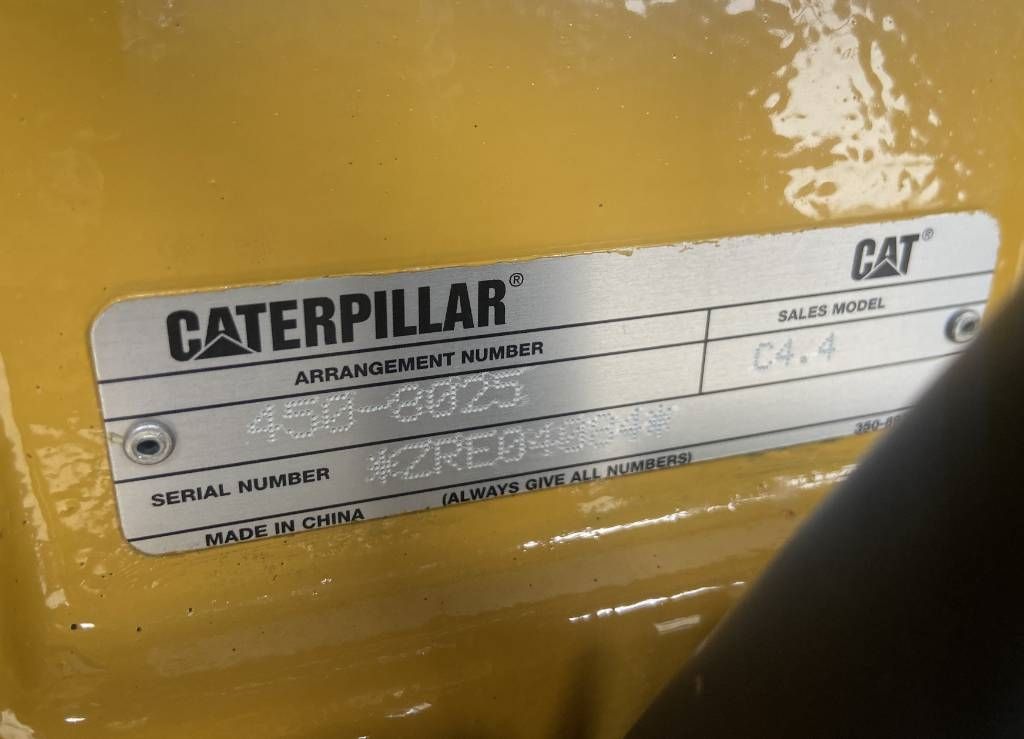 CATERPILLAR® CAT®
ARRANGEMENT NUMBER SALES MODEL
450-8025 C4.4
SERIAL NUMBER
(ALWAYS GIVE ALL NUMBERS)
MADE IN CHINA